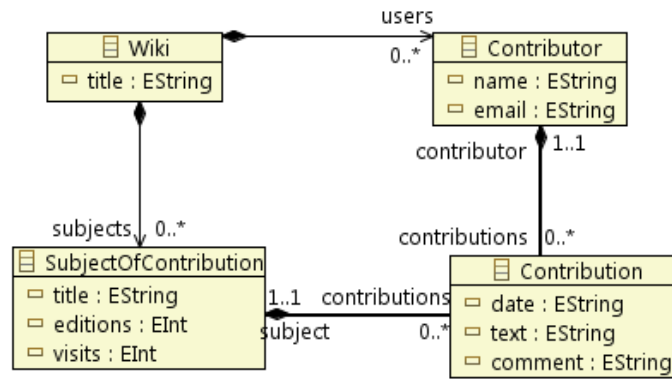 users
Wiki
title : EString
0..*
Contributor
name : EString
email : EString
contributor
1..1
subjects
0..*
contributions
0..*
SubjectOfContribution
title : EString
editions : EInt
visits : EInt
1..1
subject
contributions
0..*
Contribution
date : EString
text : EString
comment : EString